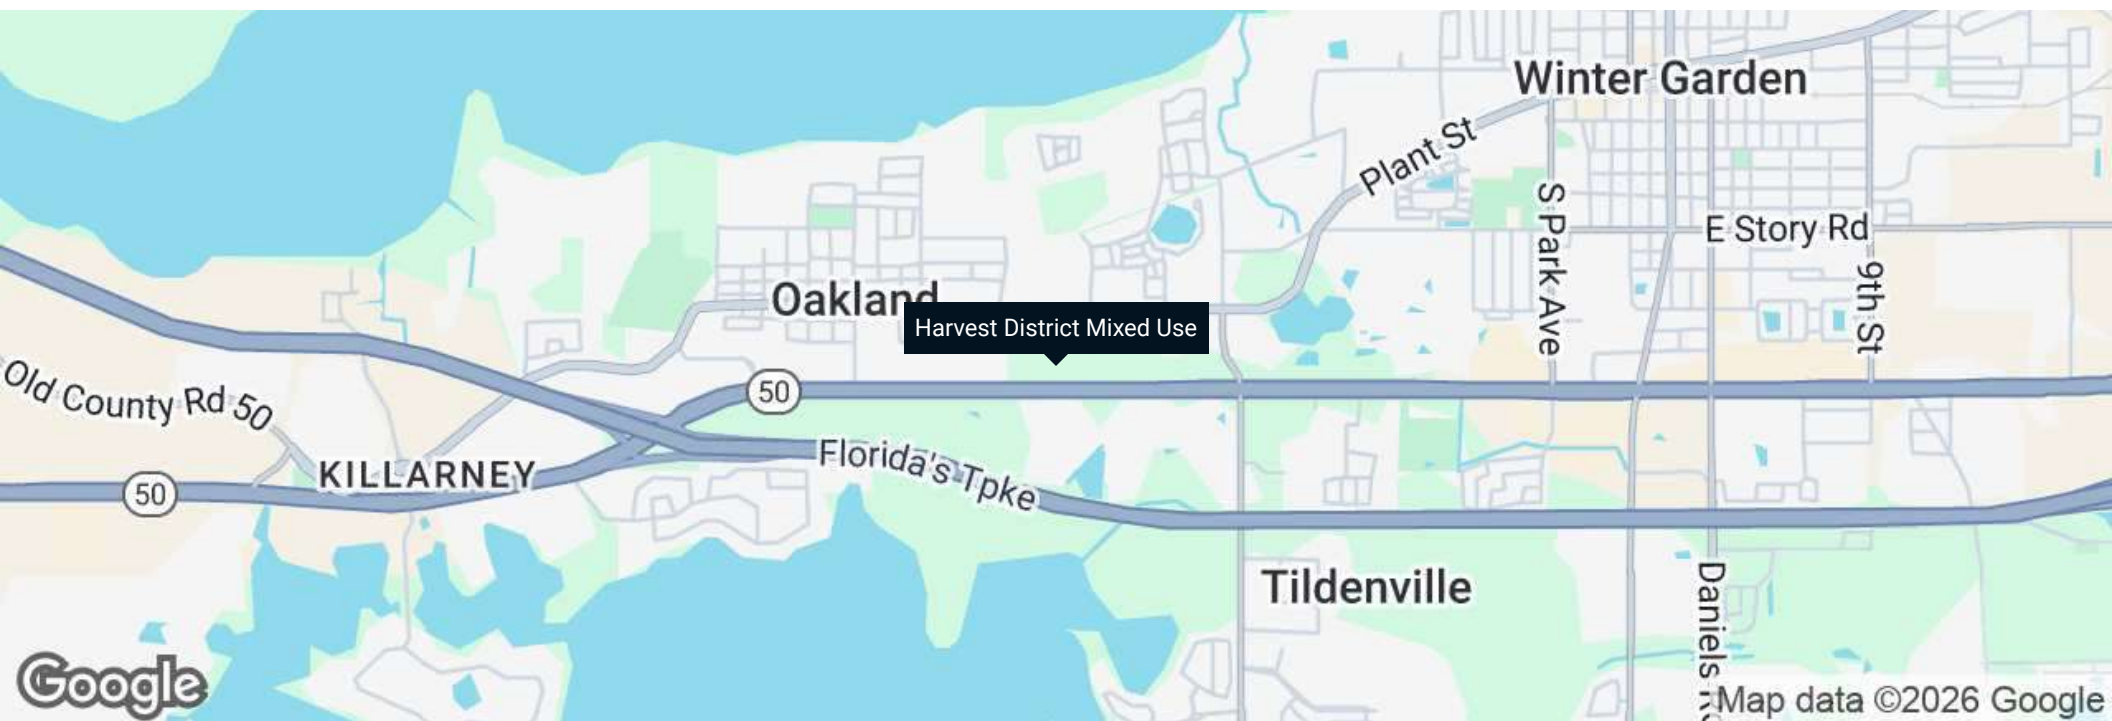 Winter Garden
Plant St
S Park Ave
E Story Rd
9th St
Oakland
Harvest District Mixed Use
Old County Rd 50
50
Florida's Tpke
KILLARNEY
50
Tildenville
Daniels
Google
Map data ©2026 Google